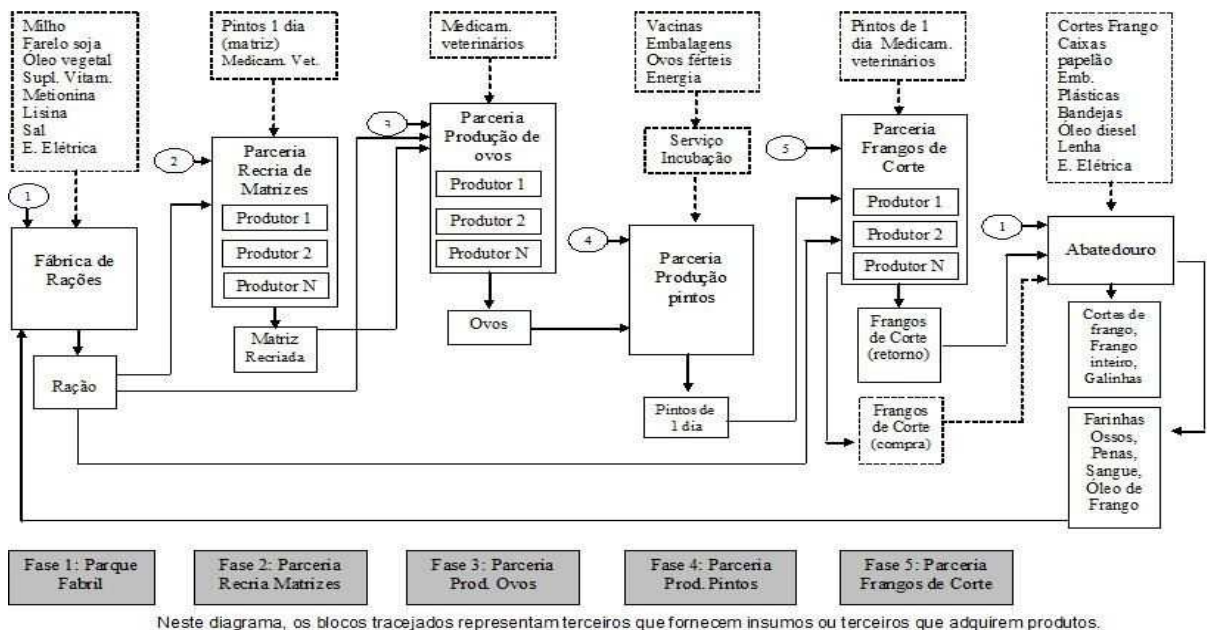 Milho
Farelo soja
Óleo vegetal
Supl. Vitam.
Metionina
Lisina
Sal
E. Elétrica
Pintos 1 dia
(matriz)
Medicam. Vet.
Medicam.
veterinários
Vacinas
Embalagens
Ovos férteis
Energia
Pintos de 1
dia Medicam.
veterinários
Cortes Frango
Caixas
papelão
Emb.
Plásticas
Bandejas
Óleo diesel
Lenha
E. Elétrica
1
Fábrica de
Rações
Ração
2
Parceria
Recria de
Matrizes
Produtor 1
Produtor 2
Produtor N
Matriz
Recriada
3
Parceria
Produção de
ovos
Produtor 1
Produtor 2
Produtor N
Ovos
Serviço
Incubação
4
Parceria
Produção
pintos
Pintos de
1 dia
5
Parceria
Frangos de
Corte
Produtor 1
Produtor 2
Produtor N
Frangos
de Corte
(retorno)
Frangos
de Corte
(compra)
1
Abatedouro
Cortes de
frango,
Frango
inteiro,
Galinhas
Farinhas
Ossos,
Penas,
Sangue,
Óleo de
Frango
Fase 1: Parque
Fabril
Fase 2: Parceria
Recria Matrizes
Fase 3: Parceria
Prod. Ovos
Fase 4: Parceria
Prod. Pintos
Fase 5: Parceria
Frangos de Corte
Neste diagrama, os blocos tracejados representam terceiros que fornecem insumos ou terceiros que adquirem produtos.